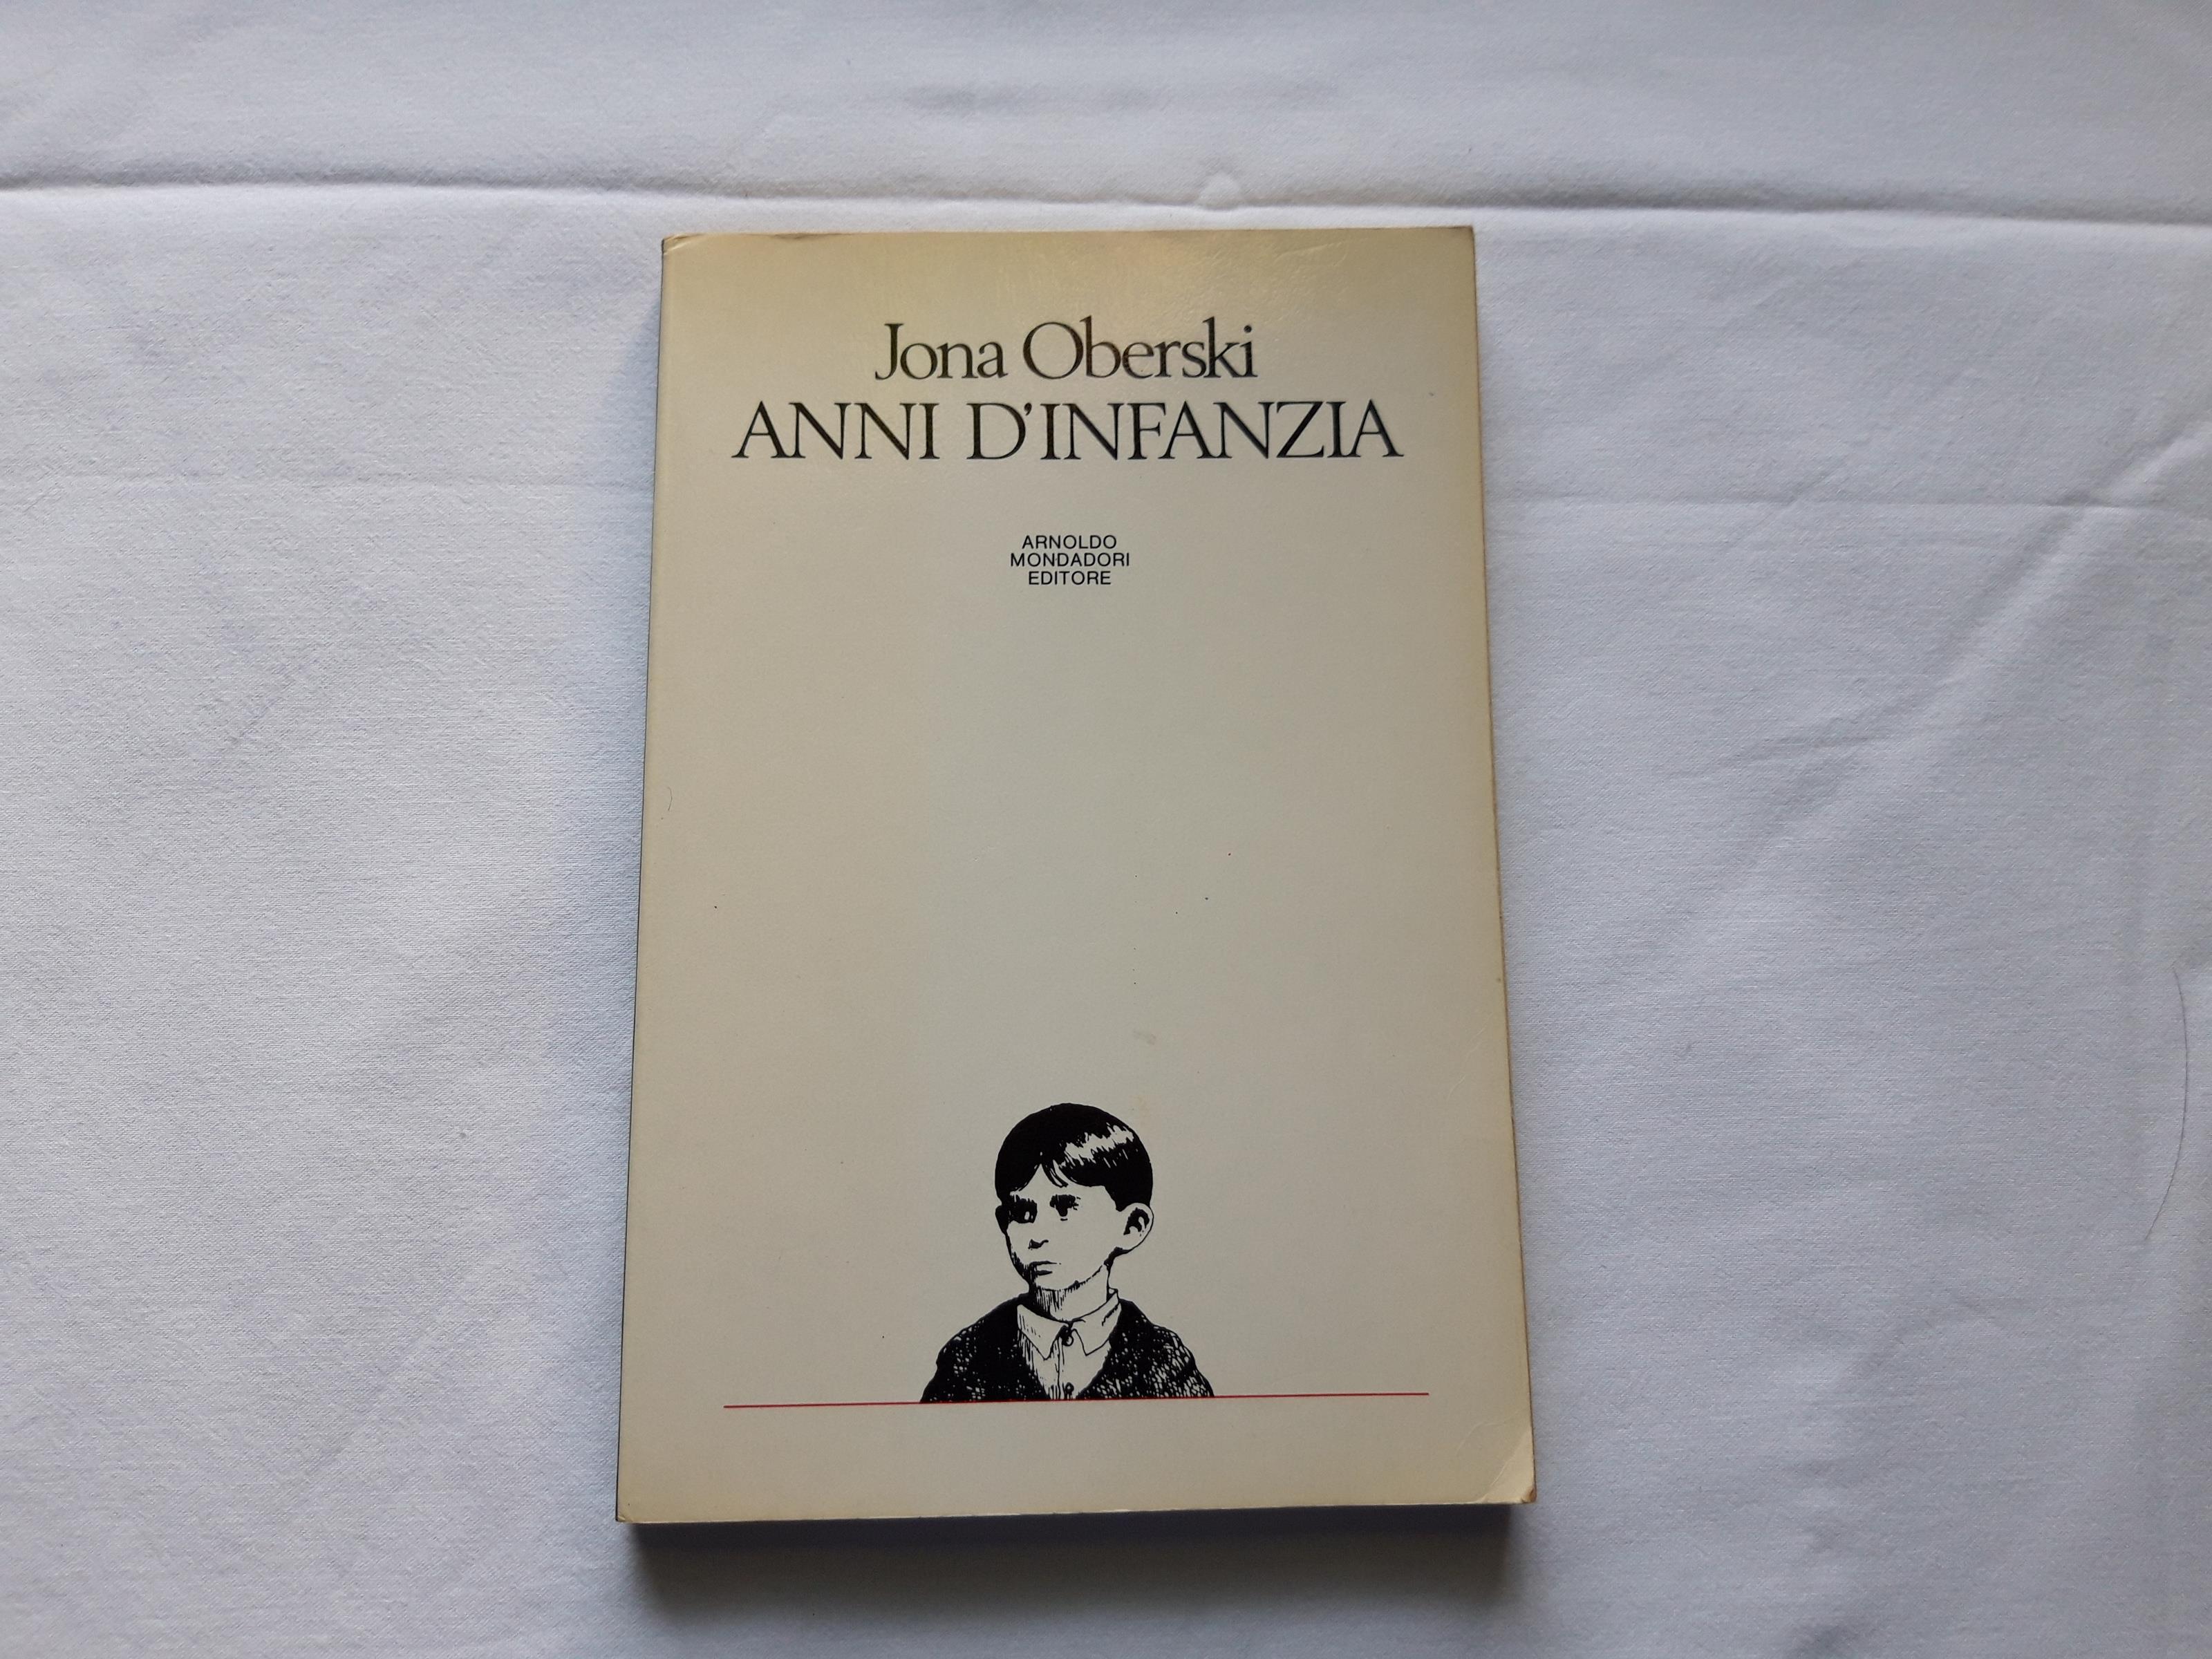 Jona Oberski
ANNI D'INFANZIA
ARNOLDO
MONDADORI
EDITORE